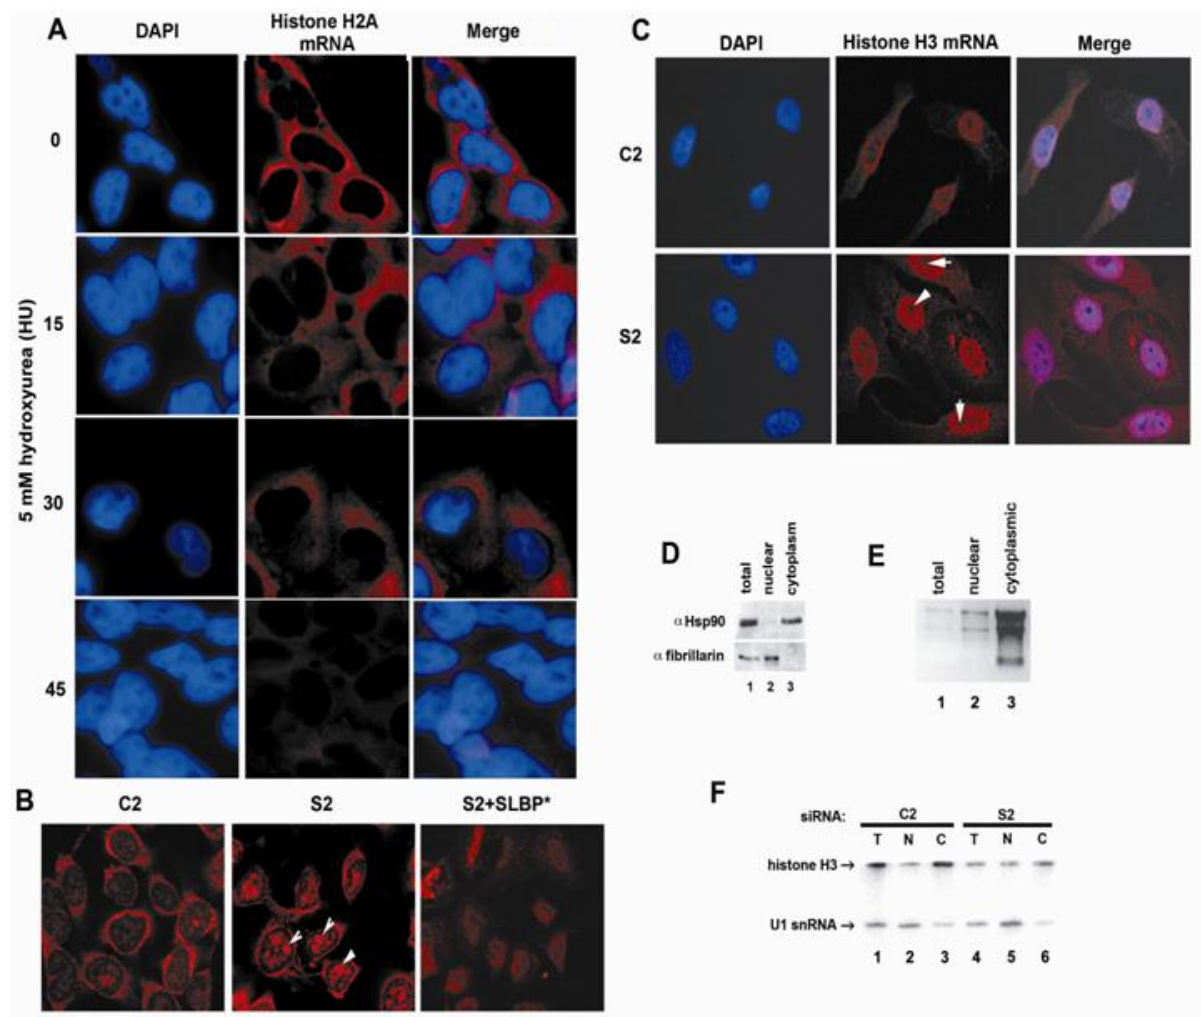 A
DAPI
Histone H2A
mRNA
Merge
0
15
30
45
5 mM hydroxyurea (HU)
B
C2
S2
S2+SLBP*
C
DAPI
Histone H3 mRNA
Merge
C2
S2
D
total
nuclear
cytoplasm
α Hsp90
α fibrillarin
1 2 3
E
total
nuclear
cytoplasmic
1 2 3
F
siRNA:
C2
S2
T N C T N C
histone H3 →
U1 snRNA →
1 2 3 4 5 6